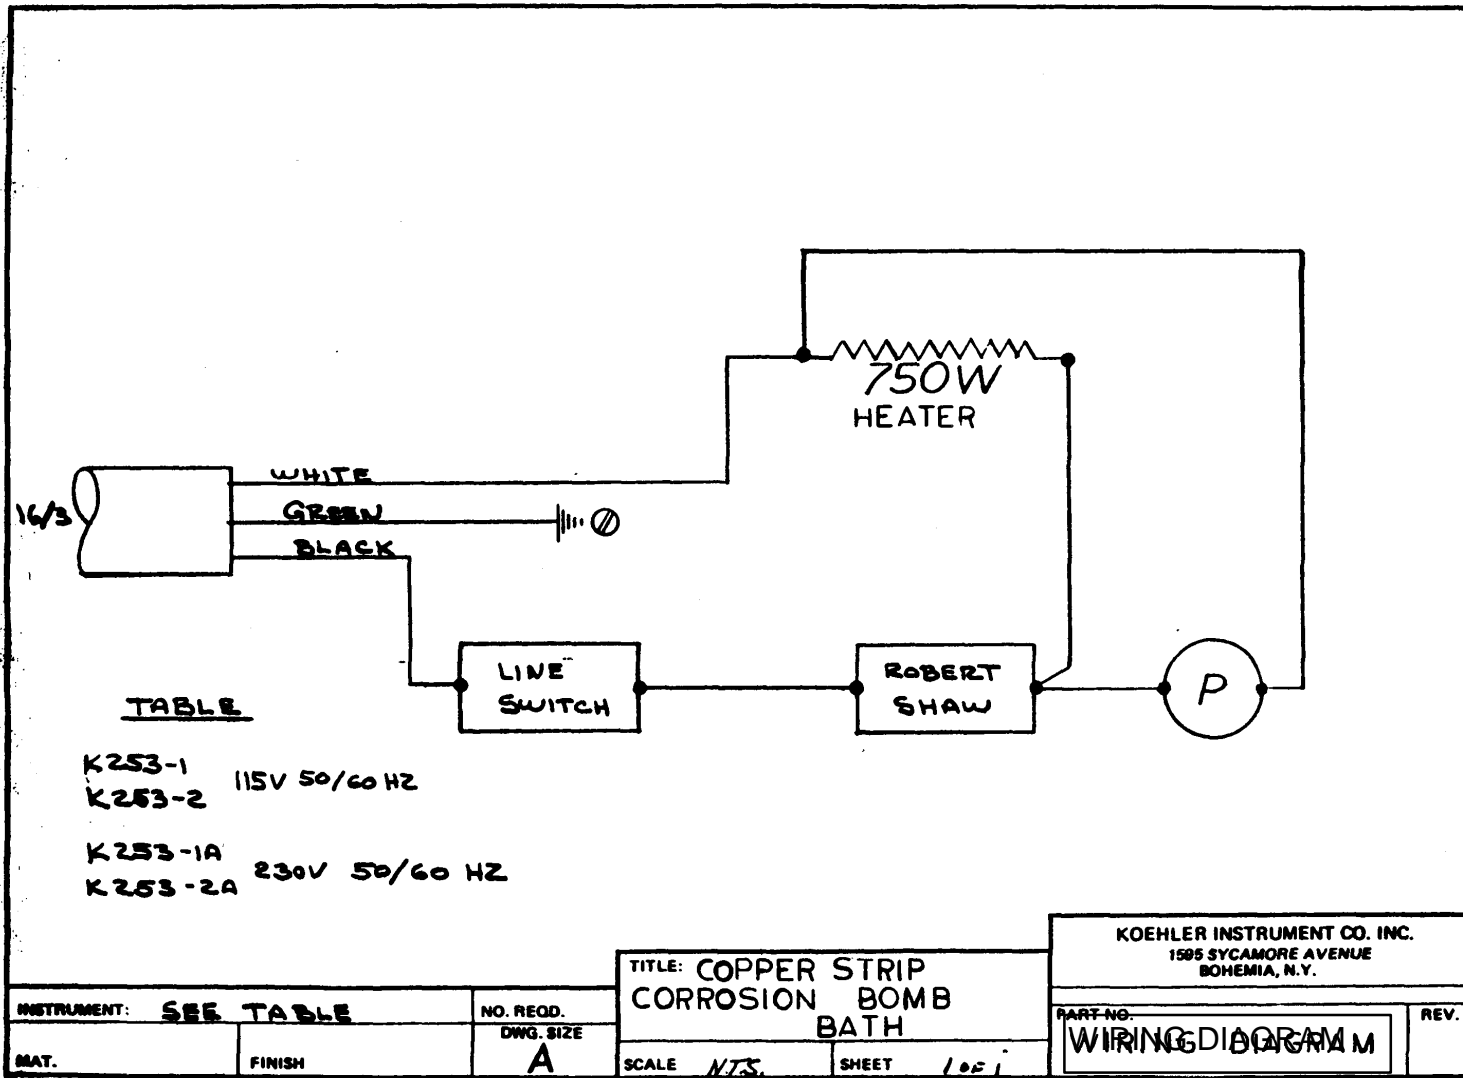 750W
HEATER
WHITE
16/3
GREEN
BLACK
LINE
SWITCH
ROBERT
SHAW
P
TABLE
K253-1
115V 50/60 HZ
K253-2
K253-1A
230V 50/60 HZ
K253-2A
KOEHLER INSTRUMENT CO. INC.
1595 SYCAMORE AVENUE
BOHEMIA, N.Y.
TITLE: COPPER STRIP
CORROSION BOMB
BATH
INSTRUMENT: SEE TABLE
NO. REQD.
DWG. SIZE
A
MAT.
FINISH
SCALE NTS.
SHEET 1 OF 1
PART NO.
WIRING DIAGRAM
REV.